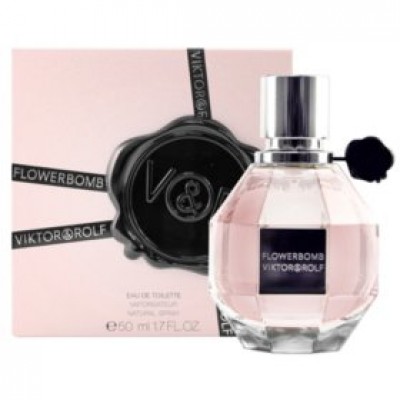 VIKTOR&ROLF
FLOWERBOMB
V&R
VIKTOR&ROLF
EAU DE TOILETTE
VAPORISATEUR
NATURAL SPRAY
e50 ml 1.7 FL.OZ.
FLOWERBOMB
VIKTOR&ROLF